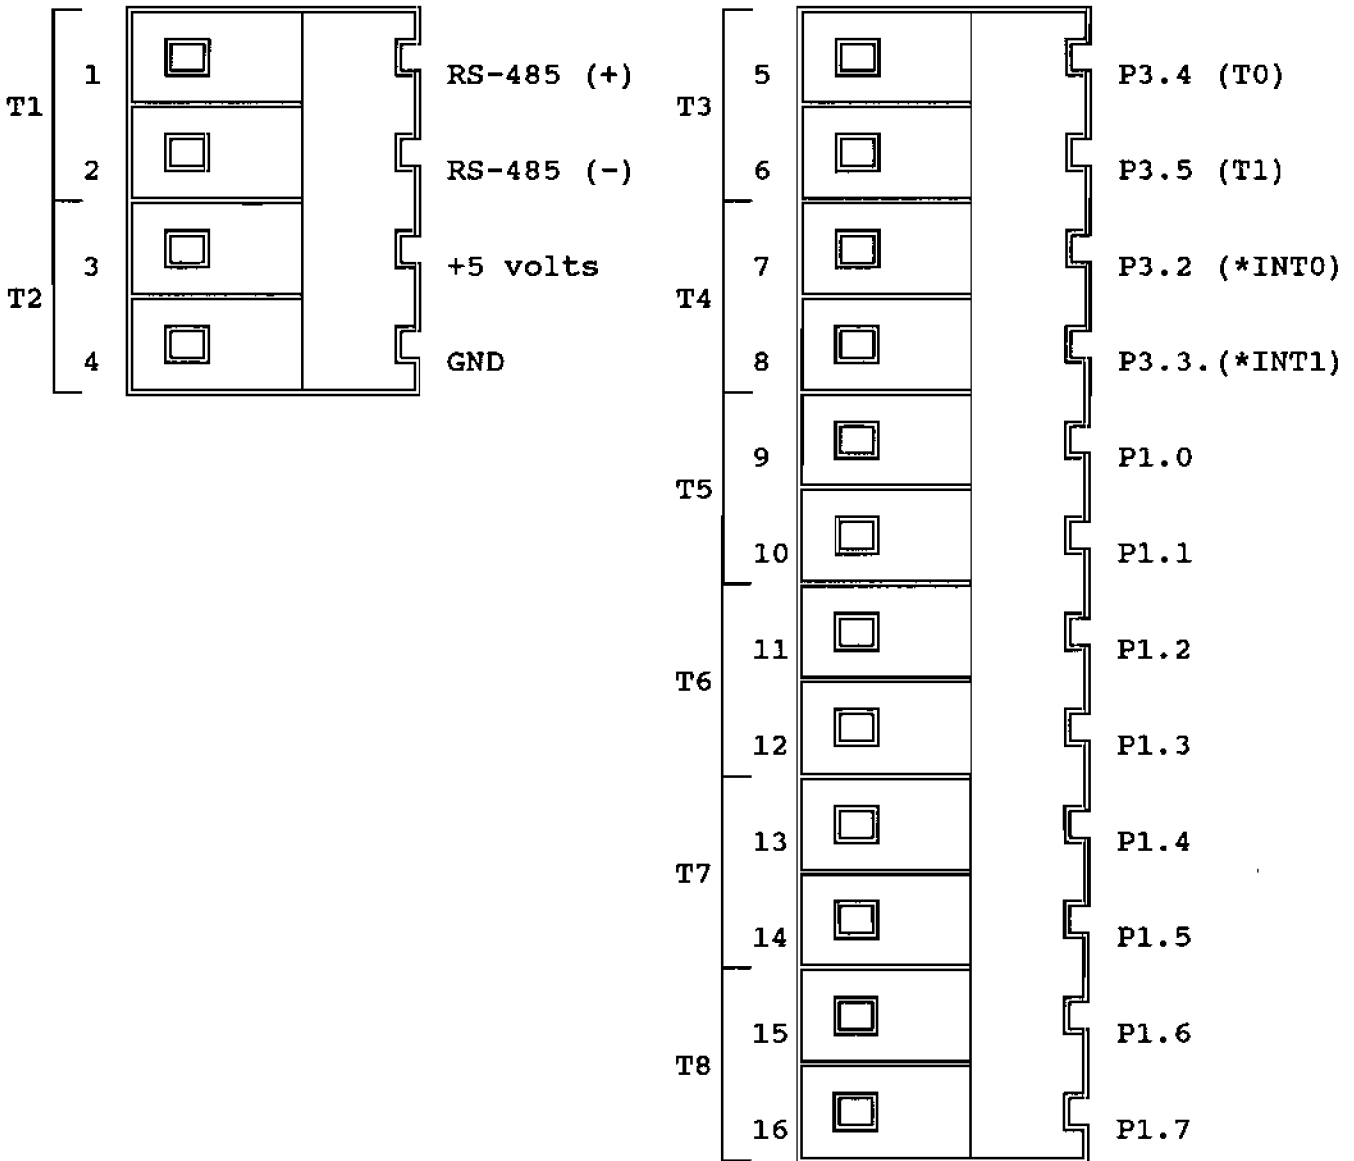 1 RS-485 (+)
T1
2 RS-485 (-)
3 +5 volts
T2
4 GND
5 P3.4 (T0)
T3
6 P3.5 (T1)
7 P3.2 (*INT0)
T4
8 P3.3.(*INT1)
9 P1.0
T5
10 P1.1
11 P1.2
T6
12 P1.3
13 P1.4
T7
14 P1.5
15 P1.6
T8
16 P1.7